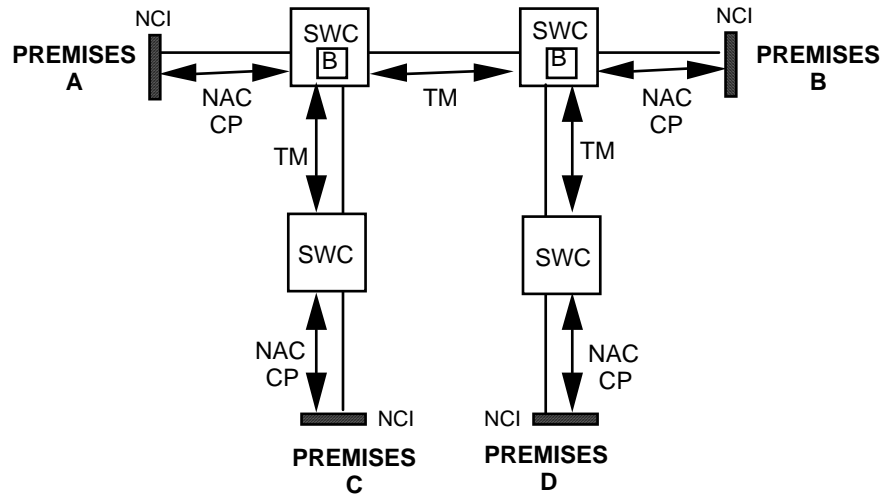 NCI
SWC
B
SWC
B
NCI
PREMISES
A
PREMISES
B
NAC
CP
TM
NAC
CP
TM
TM
SWC
SWC
NAC
CP
NAC
CP
NCI
NCI
PREMISES
C
PREMISES
D